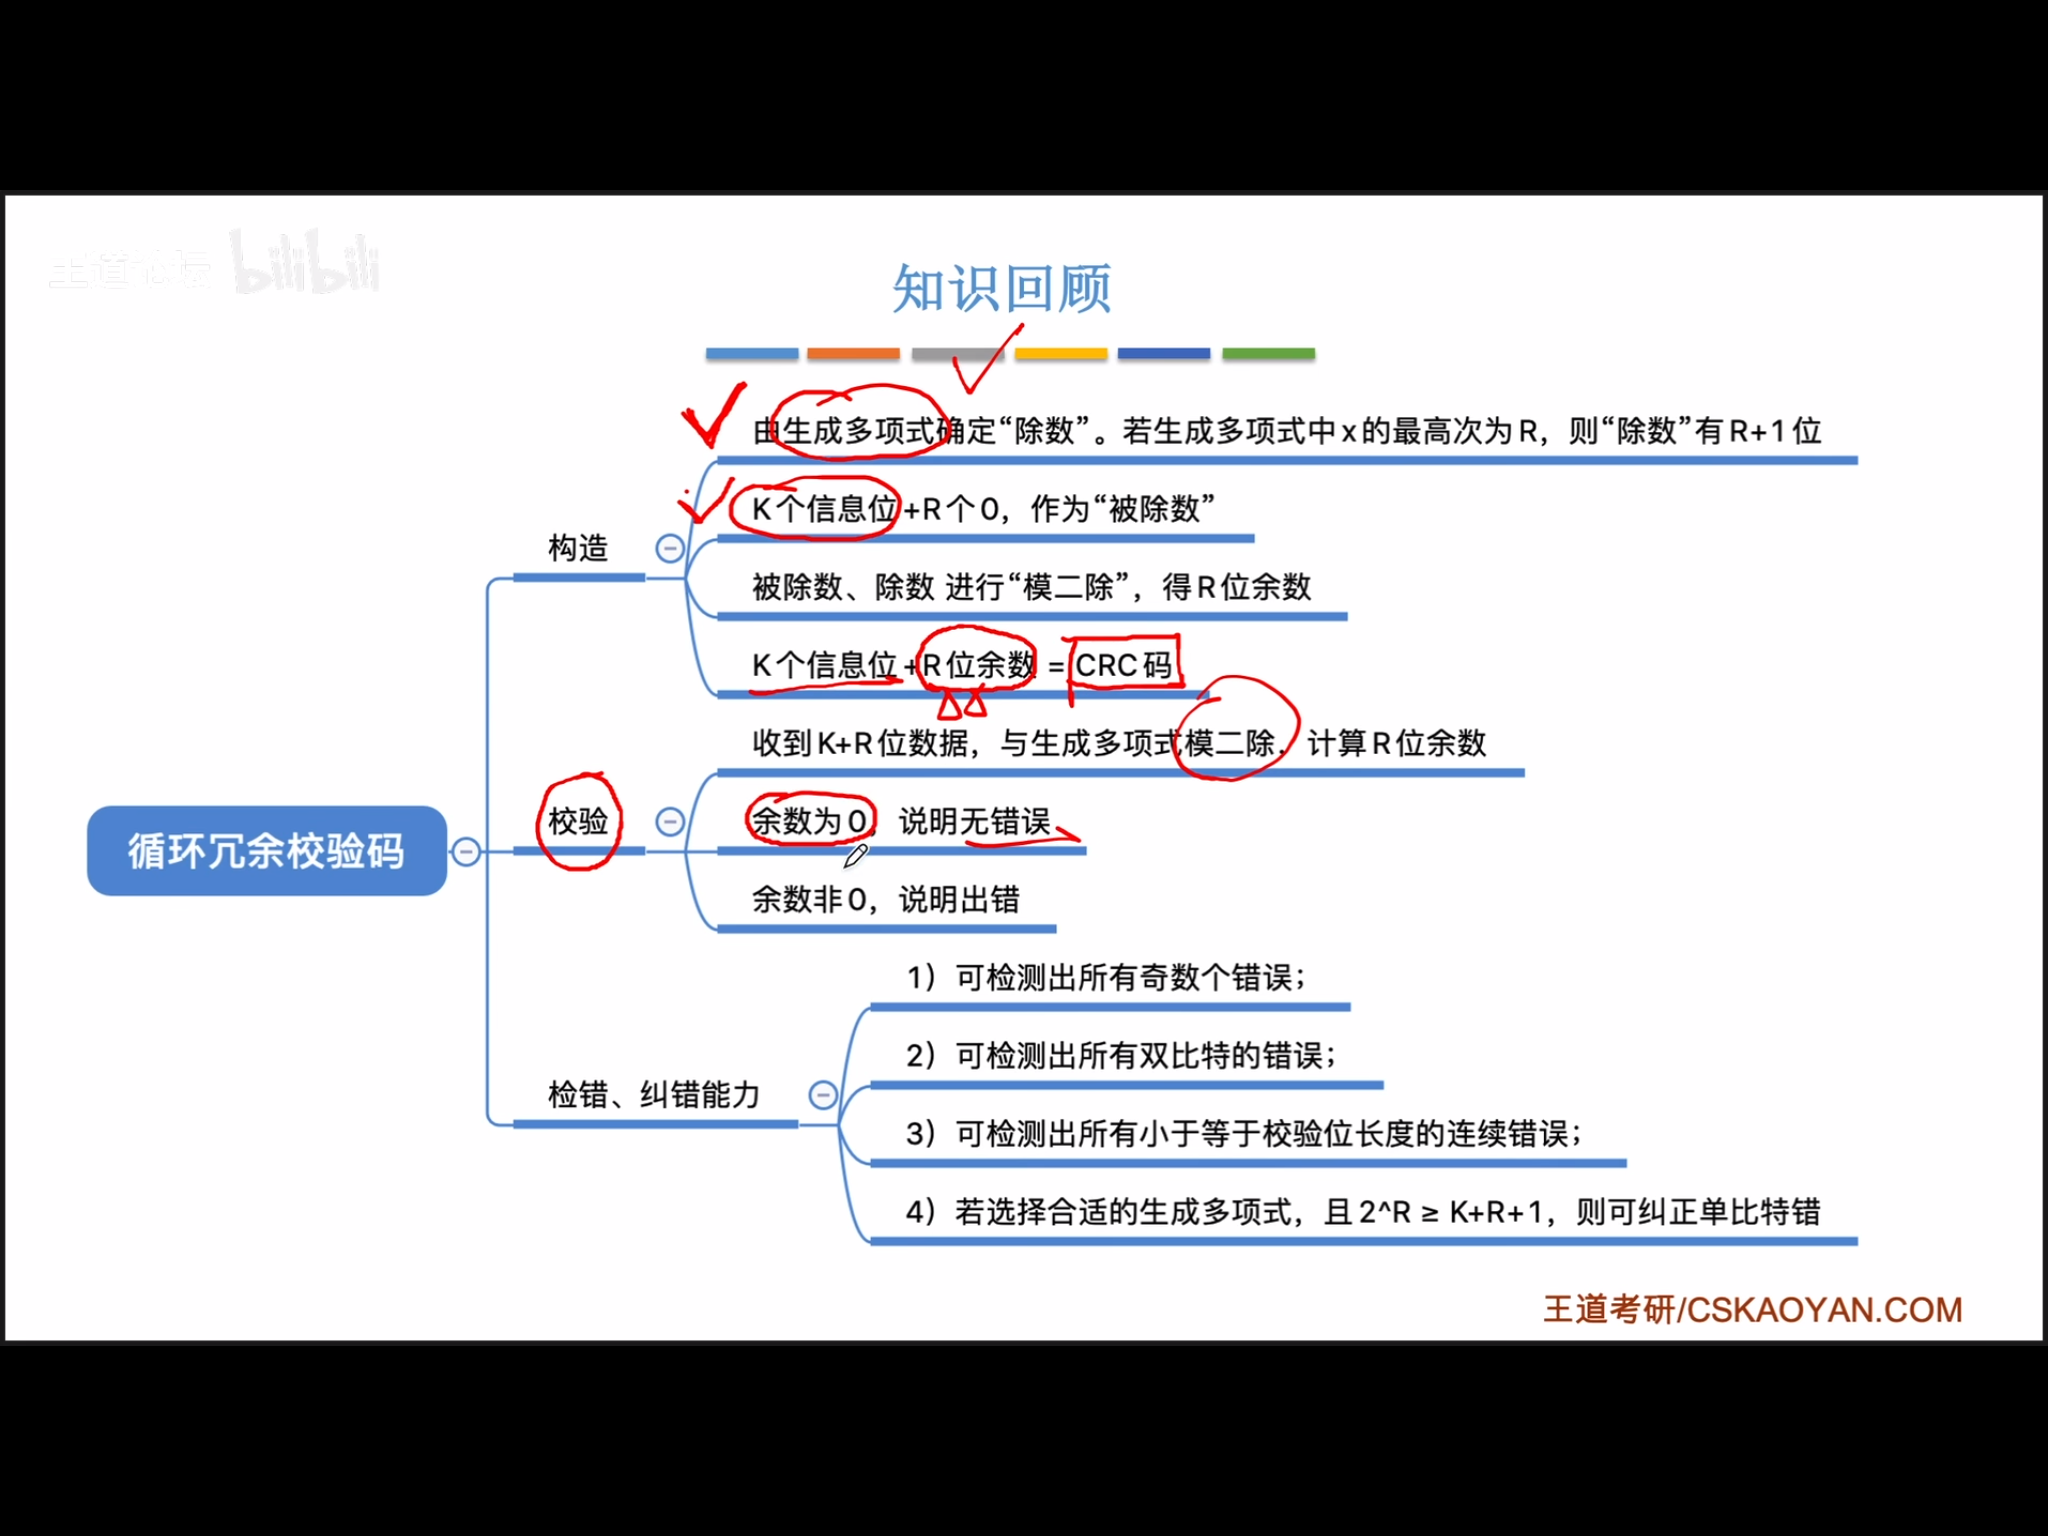 王道论坛 bilibili
知识回顾
由生成多项式确定“除数”。若生成多项式中x的最高次为R，则“除数”有R+1位
K个信息位+R个0，作为“被除数”
构造
被除数、除数 进行“模二除”，得R位余数
K个信息位+R位余数 = CRC码
收到K+R位数据，与生成多项式模二除，计算R位余数
校验
余数为0，说明无错误
循环冗余校验码
余数非0，说明出错
1）可检测出所有奇数个错误；
2）可检测出所有双比特的错误；
检错、纠错能力
3）可检测出所有小于等于校验位长度的连续错误；
4）若选择合适的生成多项式，且2^R ≥ K+R+1，则可纠正单比特错
王道考研/CSKAOYAN.COM